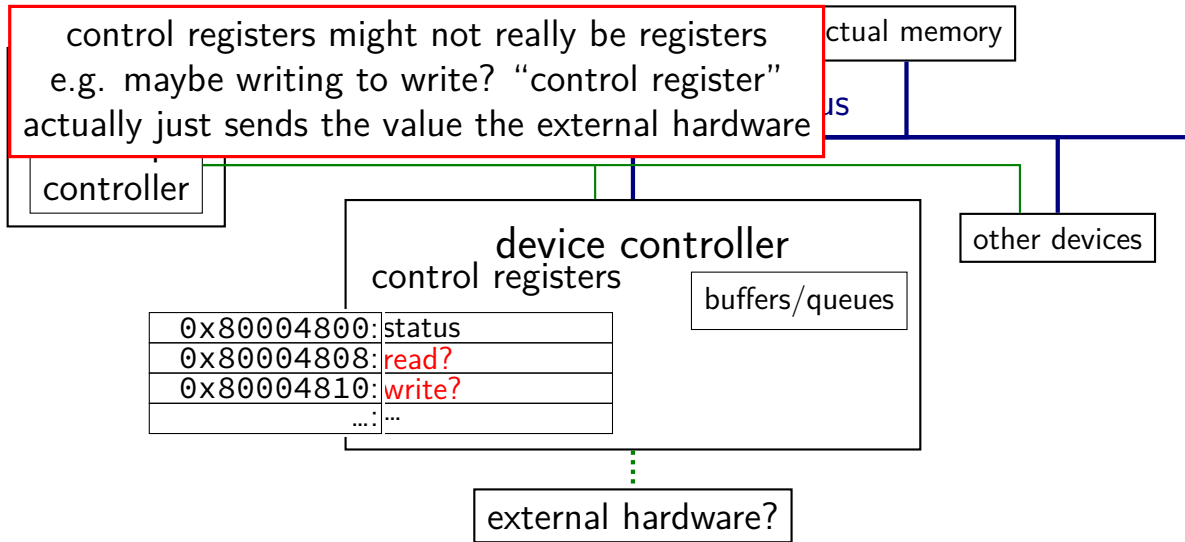 control registers might not really be registers
e.g. maybe writing to write? “control register”
actually just sends the value the external hardware
ctual memory
us
controller
other devices
device controller
control registers
buffers/queues
0x80004800: status
0x80004808: read?
0x80004810: write?
…: …
external hardware?